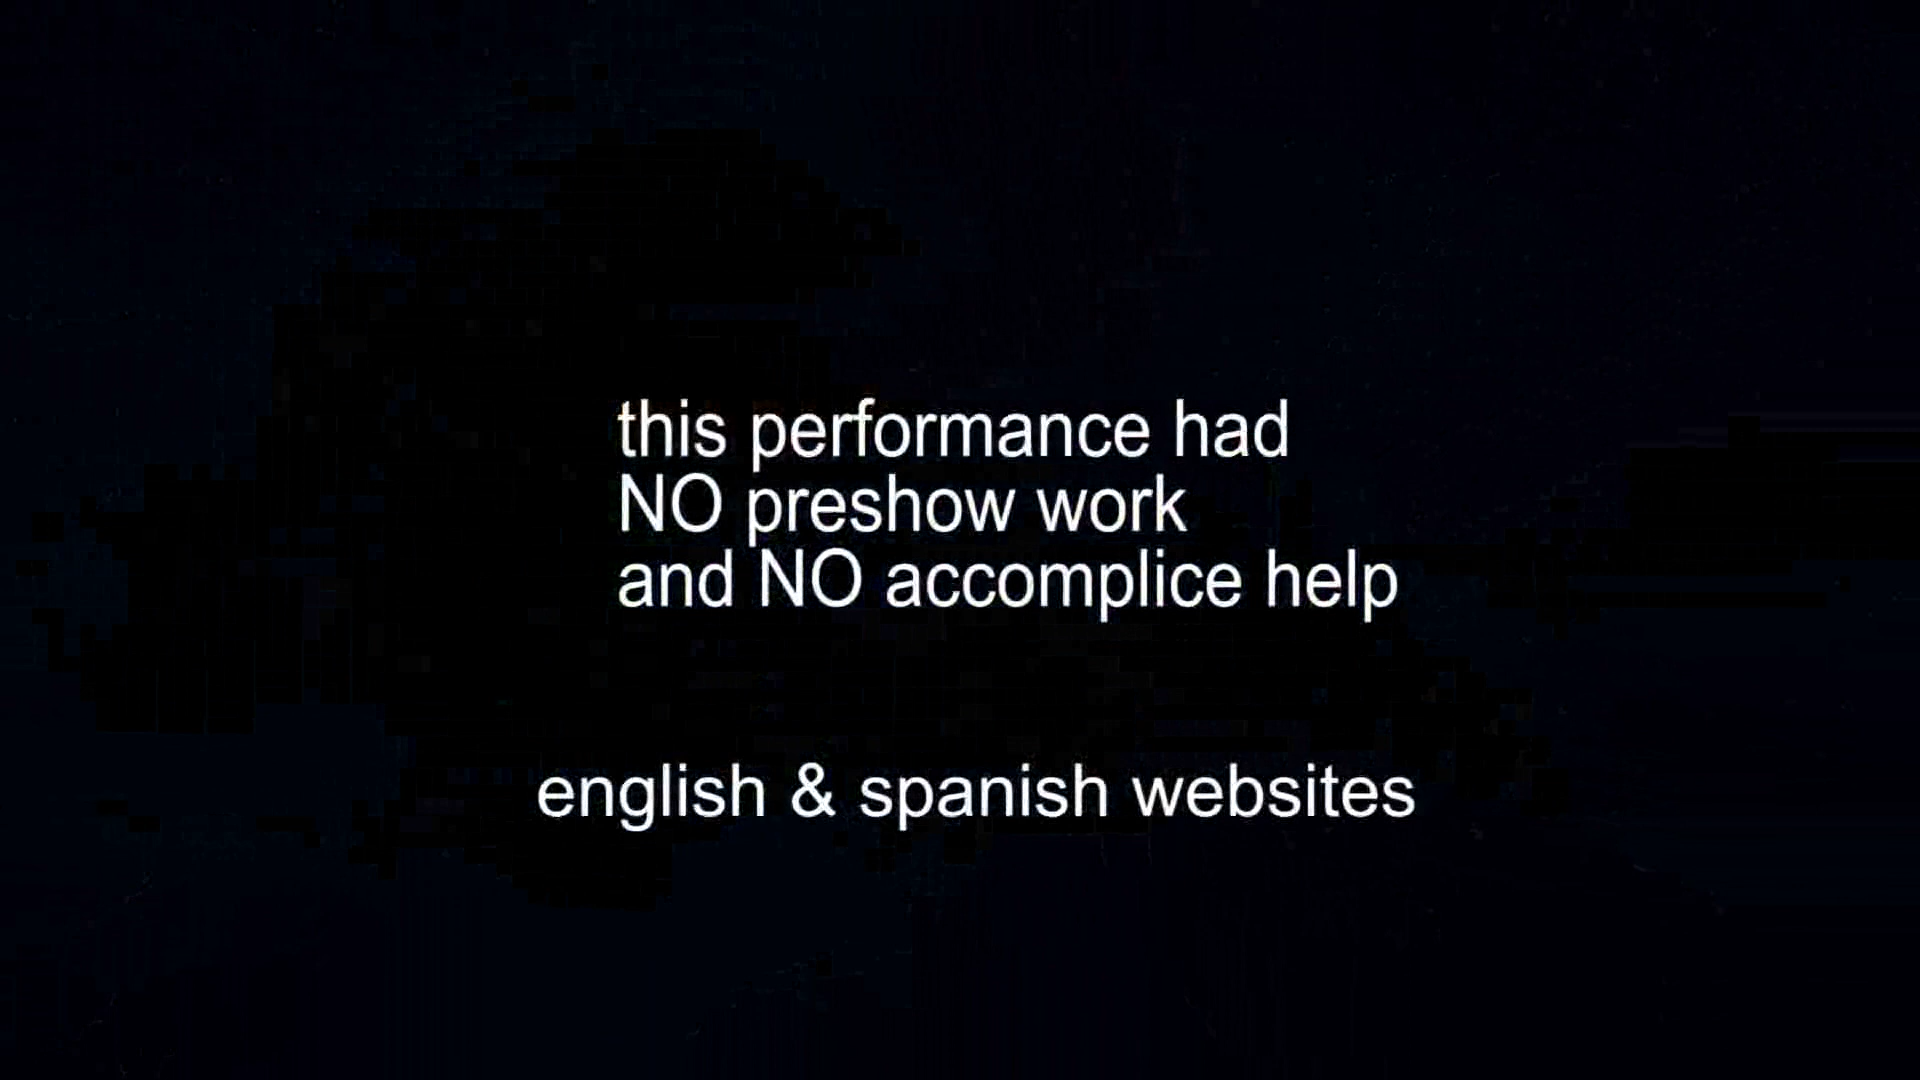 this performance had
NO preshow work
and NO accomplice help
english & spanish websites